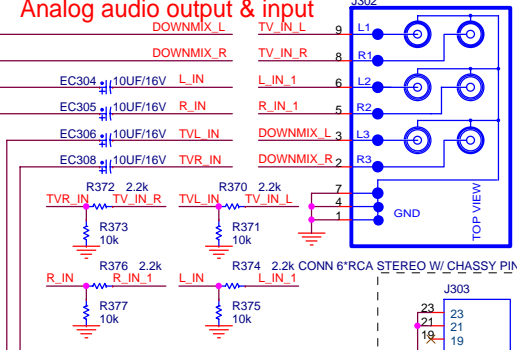 Analog audio output & input
J302
DOWNMIX_L TV_IN_L 9 L1
DOWNMIX_R TV_IN_R 8 R1
EC304 10UF/16V L_IN L_IN_1 6 L2
EC305 10UF/16V R_IN R_IN_1 5 R2
EC306 10UF/16V TVL_IN DOWNMIX_L 3 L3
EC308 10UF/16V TVR_IN DOWNMIX_R 2 R3
R372 2.2k R370 2.2k 7
TVR_IN TV_IN_R TVL_IN TV_IN_L 4
GND
1
TOP VIEW
R373 R371
10k 10k
R376 2.2k R374 2.2k CONN 6*RCA STEREO W/ CHASSY PIN
R_IN R_IN_1 L_IN L_IN_1
J303
R377 R375
10k 10k
23 23
21 21
19 19